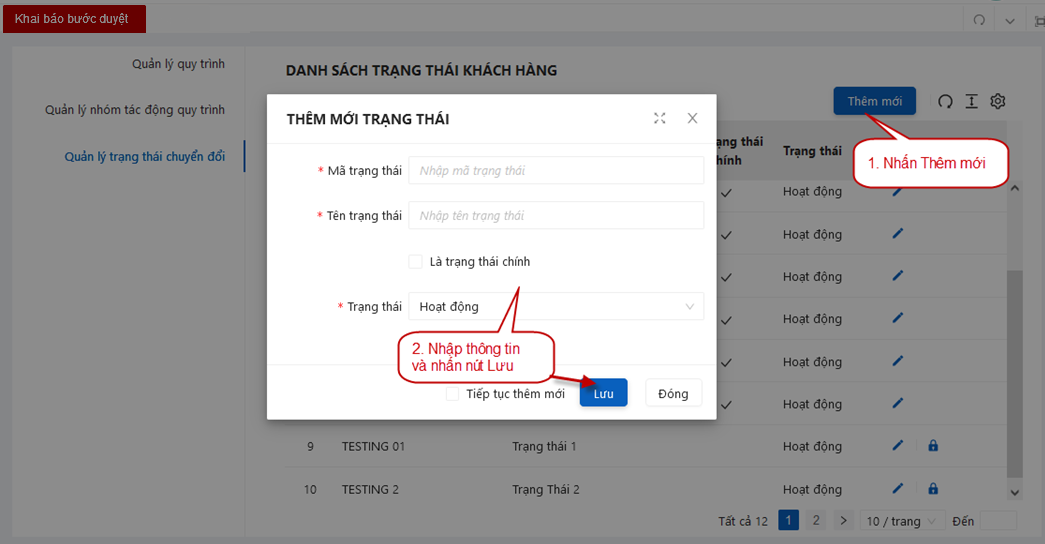 Khai báo bước duyệt
Quản lý quy trình
Quản lý nhóm tác động quy trình
Quản lý trạng thái chuyển đổi
DANH SÁCH TRẠNG THÁI KHÁCH HÀNG
Thêm mới
THÊM MỚI TRẠNG THÁI
ạng thái
hính
Trạng thái
1. Nhấn Thêm mới
* Mã trạng thái
Nhập mã trạng thái
* Tên trạng thái
Nhập tên trạng thái
Là trạng thái chính
* Trạng thái
Hoạt động
2. Nhập thông tin
và nhấn nút Lưu
Tiếp tục thêm mới
Lưu
Đóng
Hoạt động
Hoạt động
Hoạt động
Hoạt động
Hoạt động
Hoạt động
9 TESTING 01 Trạng thái 1 Hoạt động
10 TESTING 2 Trạng Thái 2 Hoạt động
Tất cả 12 1 2 > 10 / trang Đến